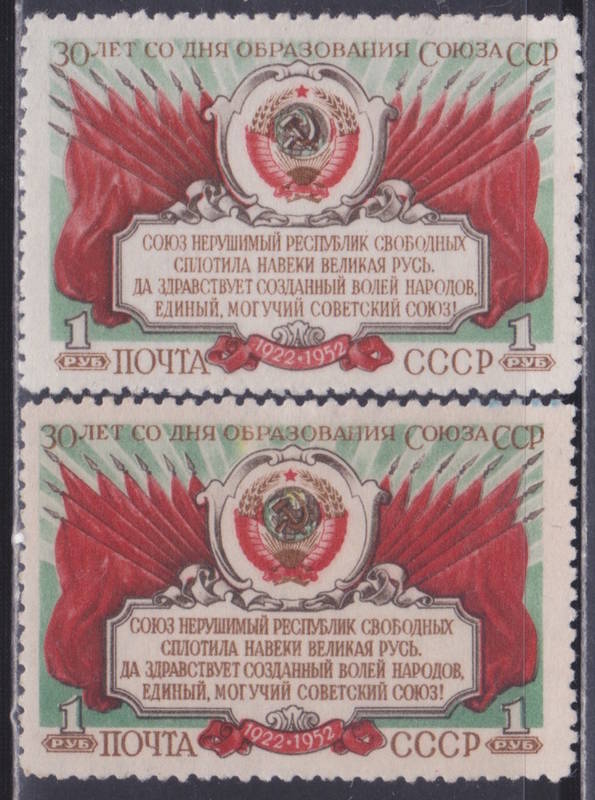 30 ЛЕТ СО ДНЯ ОБРАЗОВАНИЯ СОЮЗА ССР
СОЮЗ НЕРУШИМЫЙ РЕСПУБЛИК СВОБОДНЫХ
СПЛОТИЛА НАВЕКИ ВЕЛИКАЯ РУСЬ.
ДА ЗДРАВСТВУЕТ СОЗДАННЫЙ ВОЛЕЙ НАРОДОВ,
ЕДИНЫЙ, МОГУЧИЙ СОВЕТСКИЙ СОЮЗ!
1 РУБ ПОЧТА 1922·1952 СССР 1 РУБ
30 ЛЕТ СО ДНЯ ОБРАЗОВАНИЯ СОЮЗА ССР
СОЮЗ НЕРУШИМЫЙ РЕСПУБЛИК СВОБОДНЫХ
СПЛОТИЛА НАВЕКИ ВЕЛИКАЯ РУСЬ.
ДА ЗДРАВСТВУЕТ СОЗДАННЫЙ ВОЛЕЙ НАРОДОВ,
ЕДИНЫЙ, МОГУЧИЙ СОВЕТСКИЙ СОЮЗ!
1 РУБ ПОЧТА 1922·1952 СССР 1 РУБ